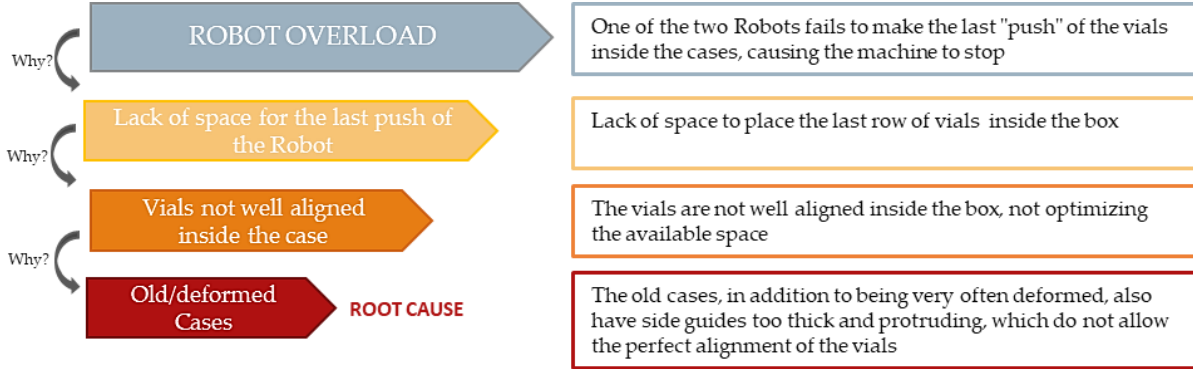 ROBOT OVERLOAD
One of the two Robots fails to make the last "push" of the vials
inside the cases, causing the machine to stop
Why?
Lack of space for the last push of
the Robot
Lack of space to place the last row of vials inside the box
Why?
Vials not well aligned
inside the case
The vials are not well aligned inside the box, not optimizing
the available space
Why?
Old/deformed
Cases
ROOT CAUSE
The old cases, in addition to being very often deformed, also
have side guides too thick and protruding, which do not allow
the perfect alignment of the vials